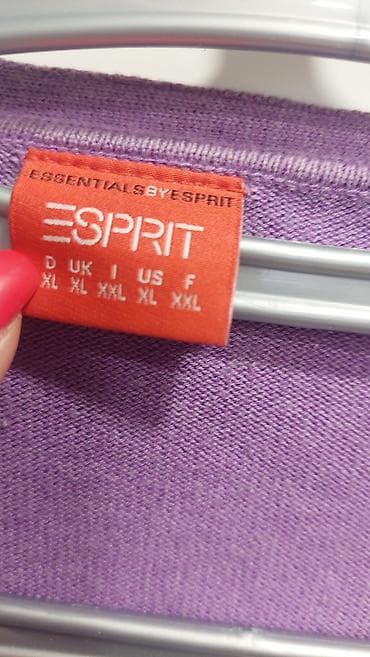 ESSENTIALSBYESPRIT
ESPRIT
D UK I US F
XL XL XXL XL XXL